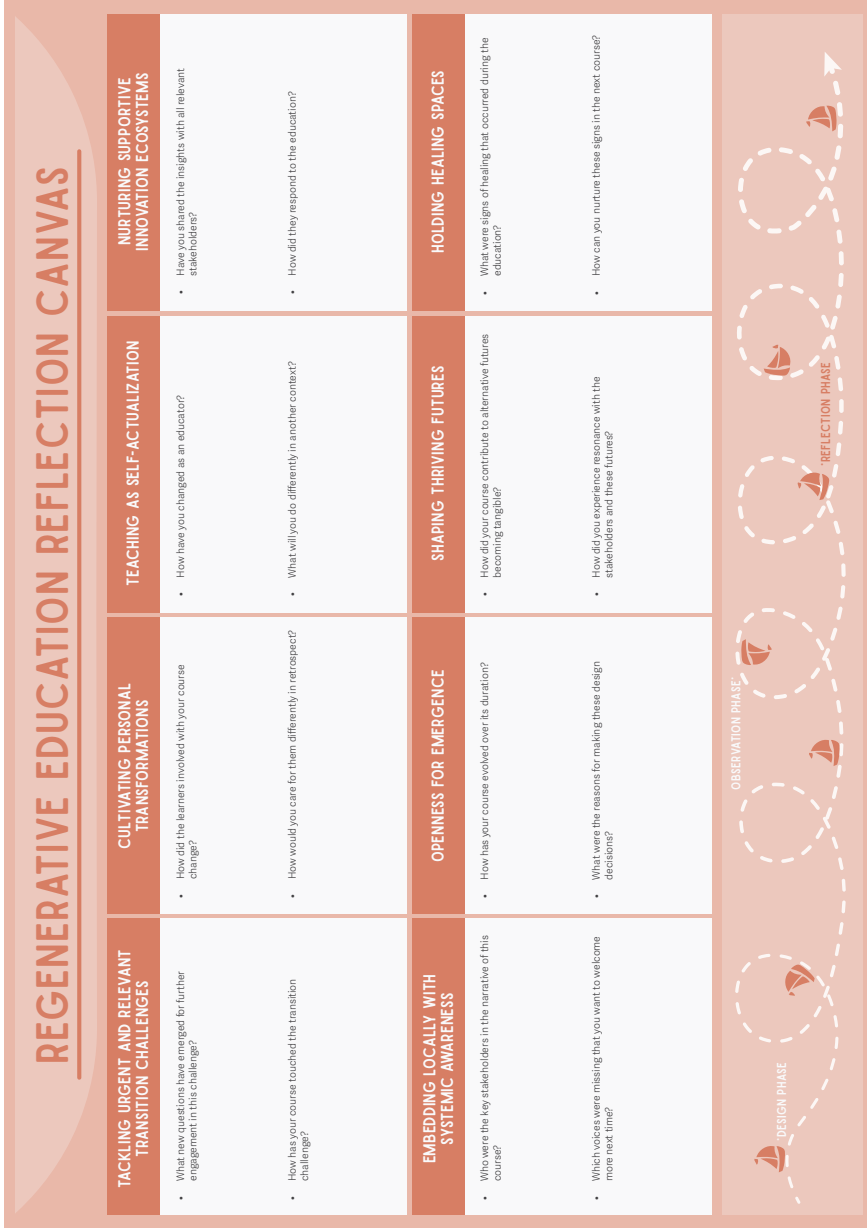 REGENERATIVE EDUCATION REFLECTION CANVAS
TACKLING URGENT AND RELEVANT
TRANSITION CHALLENGES
• What new questions have emerged for further
engagement in this challenge?
• How has your course touched the transition
challenge?
CULTIVATING PERSONAL
TRANSFORMATIONS
• How did the learners involved with your course
change?
• How would you care for them differently in retrospect?
TEACHING AS SELF-ACTUALIZATION
• How have you changed as an educator?
• What will you do differently in another context?
NURTURING SUPPORTIVE
INNOVATION ECOSYSTEMS
• Have you shared the insights with all relevant
stakeholders?
• How did they respond to the education?
EMBEDDING LOCALLY WITH
SYSTEMIC AWARENESS
• Who were the key stakeholders in the narrative of this
course?
• Which voices were missing that you want to welcome
more next time?
OPENNESS FOR EMERGENCE
• How has your course evolved over its duration?
• What were the reasons for making these design
decisions?
SHAPING THRIVING FUTURES
• How did your course contribute to alternative futures
becoming tangible?
• How did you experience resonance with the
stakeholders and these futures?
HOLDING HEALING SPACES
• What were signs of healing that occurred during the
education?
• How can you nurture these signs in the next course?
'DESIGN PHASE
OBSERVATION PHASE'
'REFLECTION PHASE